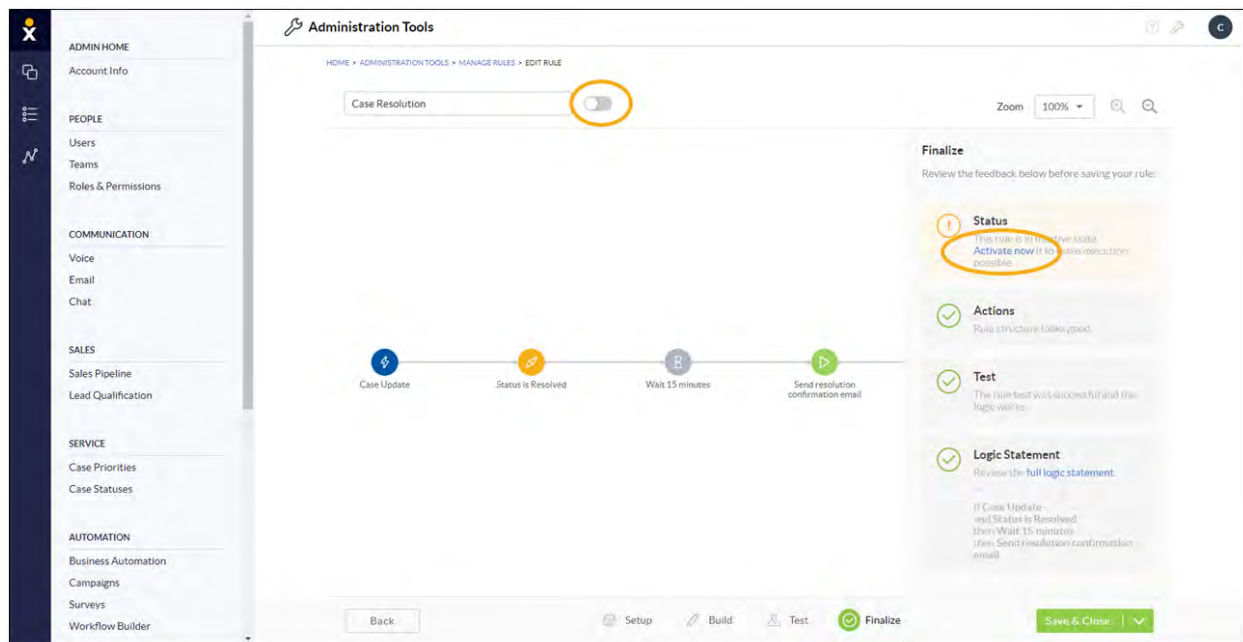 Administration Tools
C
ADMIN HOME
Account Info
PEOPLE
Users
Teams
Roles & Permissions
COMMUNICATION
Voice
Email
Chat
SALES
Sales Pipeline
Lead Qualification
SERVICE
Case Priorities
Case Statuses
AUTOMATION
Business Automation
Campaigns
Surveys
Workflow Builder
HOME > ADMINISTRATION TOOLS > MANAGE RULES > EDIT RULE
Case Resolution
Zoom 100%
Case Update
Status is Resolved
Wait 15 minutes
Send resolution
confirmation email
Finalize
Review the feedback below before saving your rule:
Status
This rule is in inactive state.
Activate now it to make execution
possible.
Actions
Rule structure looks good.
Test
The rule test was successful and the
logic works.
Logic Statement
Review the full logic statement.
If Case Update
and Status is Resolved
then Wait 15 minutes
then Send resolution confirmation
email
Back
Setup
Build
Test
Finalize
Save & Close